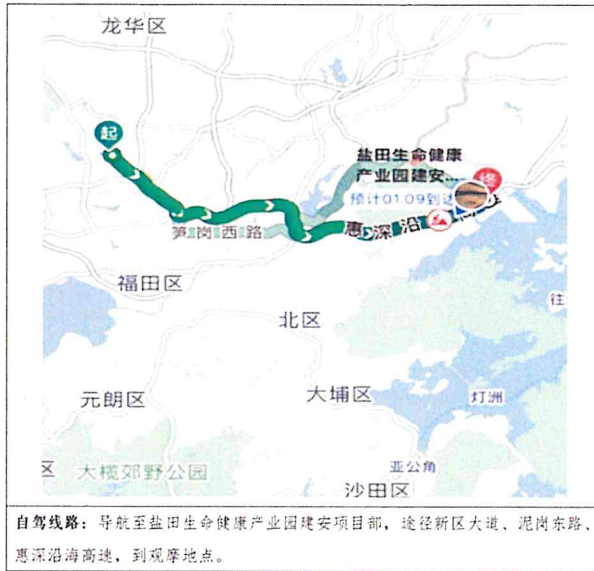 龙华区
起
盐田生命健康
产业园建安...
终
预计01:09到达
惠深沿
笋岗西路
福田区
往
北区
元朗区
大埔区
灯洲
区
大榄郊野公园
亚公角
沙田区
自驾线路：导航至盐田生命健康产业园建安项目部，途径新区大道、泥岗东路、
惠深沿海高速，到观摩地点。